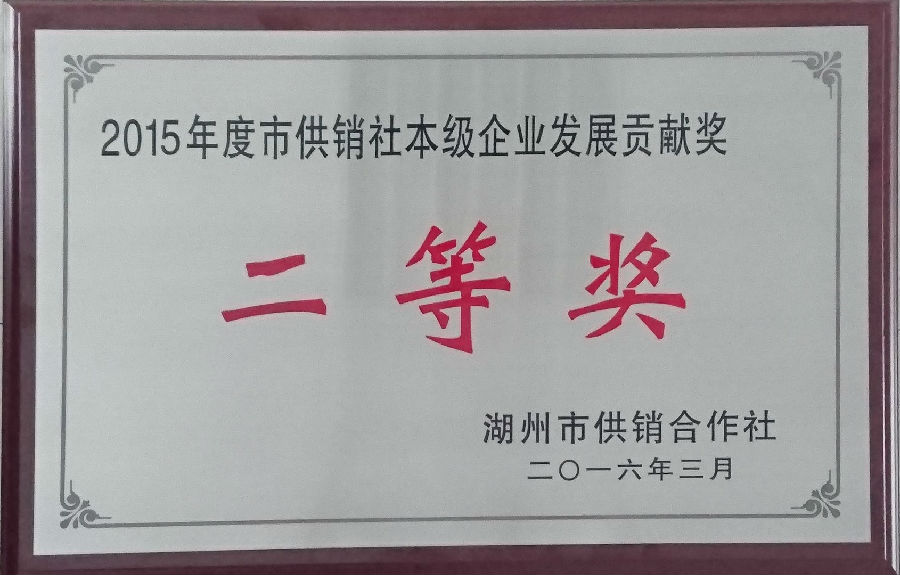 2015年度市供销社本级企业发展贡献奖
二等奖
湖州市供销合作社
二〇一六年三月